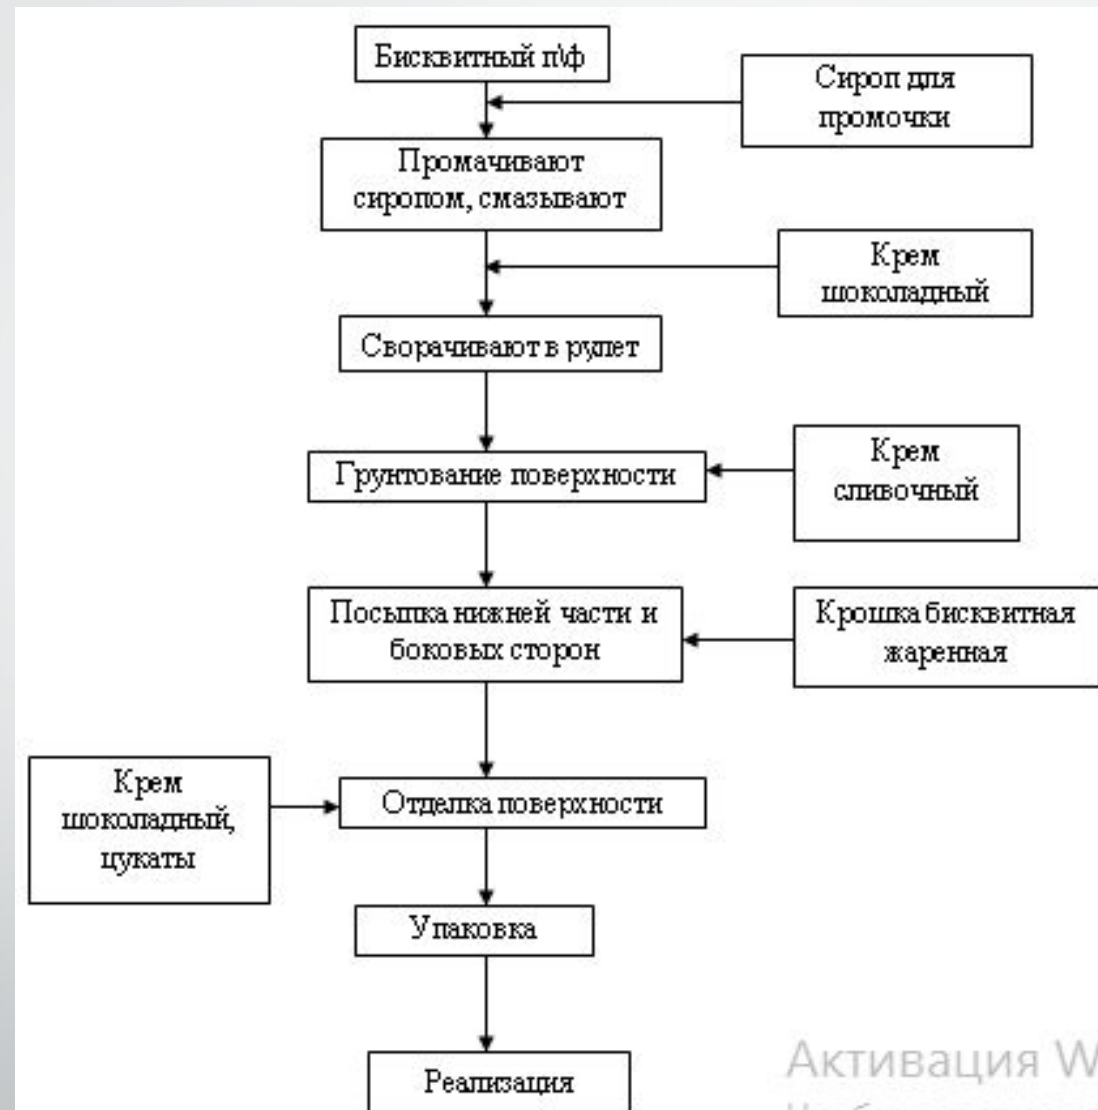 Бисквитный п\ф
Сироп для
промочки
Промачивают
сиропом, смазывают
Крем
шоколадный
Сворачивают в рулет
Крем
сливочный
Грунтование поверхности
Посыпка нижней части и
боковых сторон
Крошка бисквитная
жаренная
Крем
шоколадный,
цукаты
Отделка поверхности
Упаковка
Реализация
Активация W